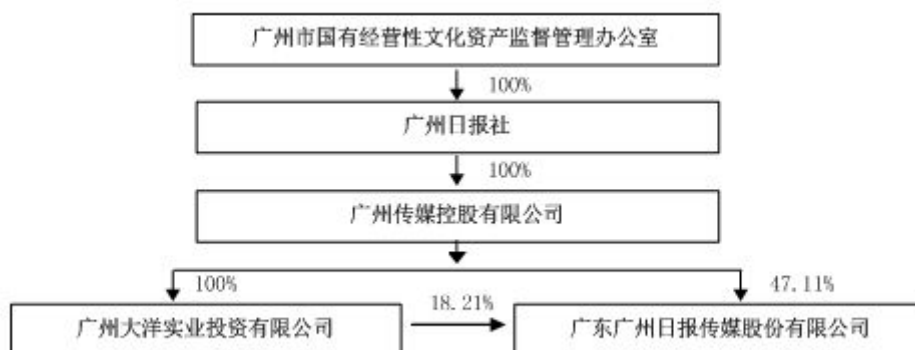 广州市国有经营性文化资产监督管理办公室
100%
广州日报社
100%
广州传媒控股有限公司
100%
47.11%
18.21%
广州大洋实业投资有限公司
广东广州日报传媒股份有限公司